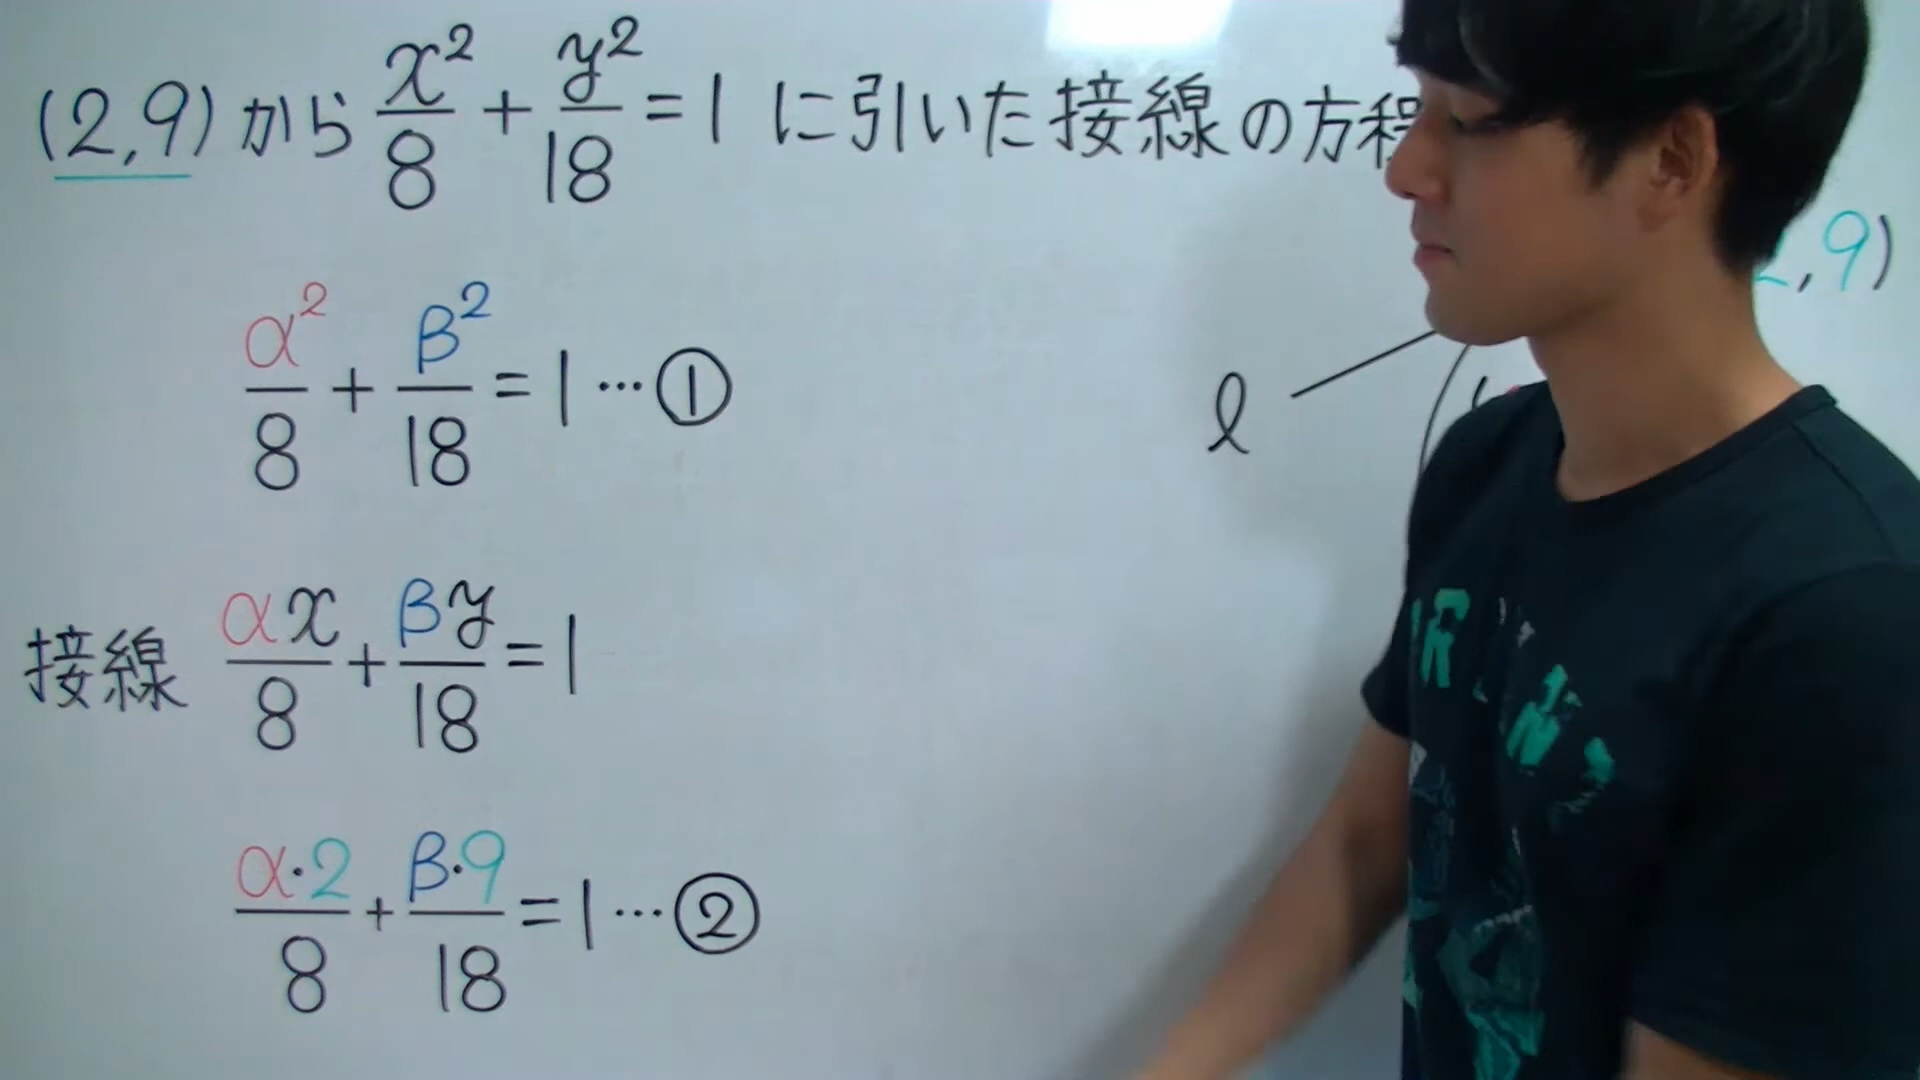 (2,9)から x²/8 + y²/18 = 1 に引いた接線の方程
,9)
α²/8 + β²/18 = 1 … ①
ℓ
接線 αx/8 + βy/18 = 1
α·2/8 + β·9/18 = 1 … ②